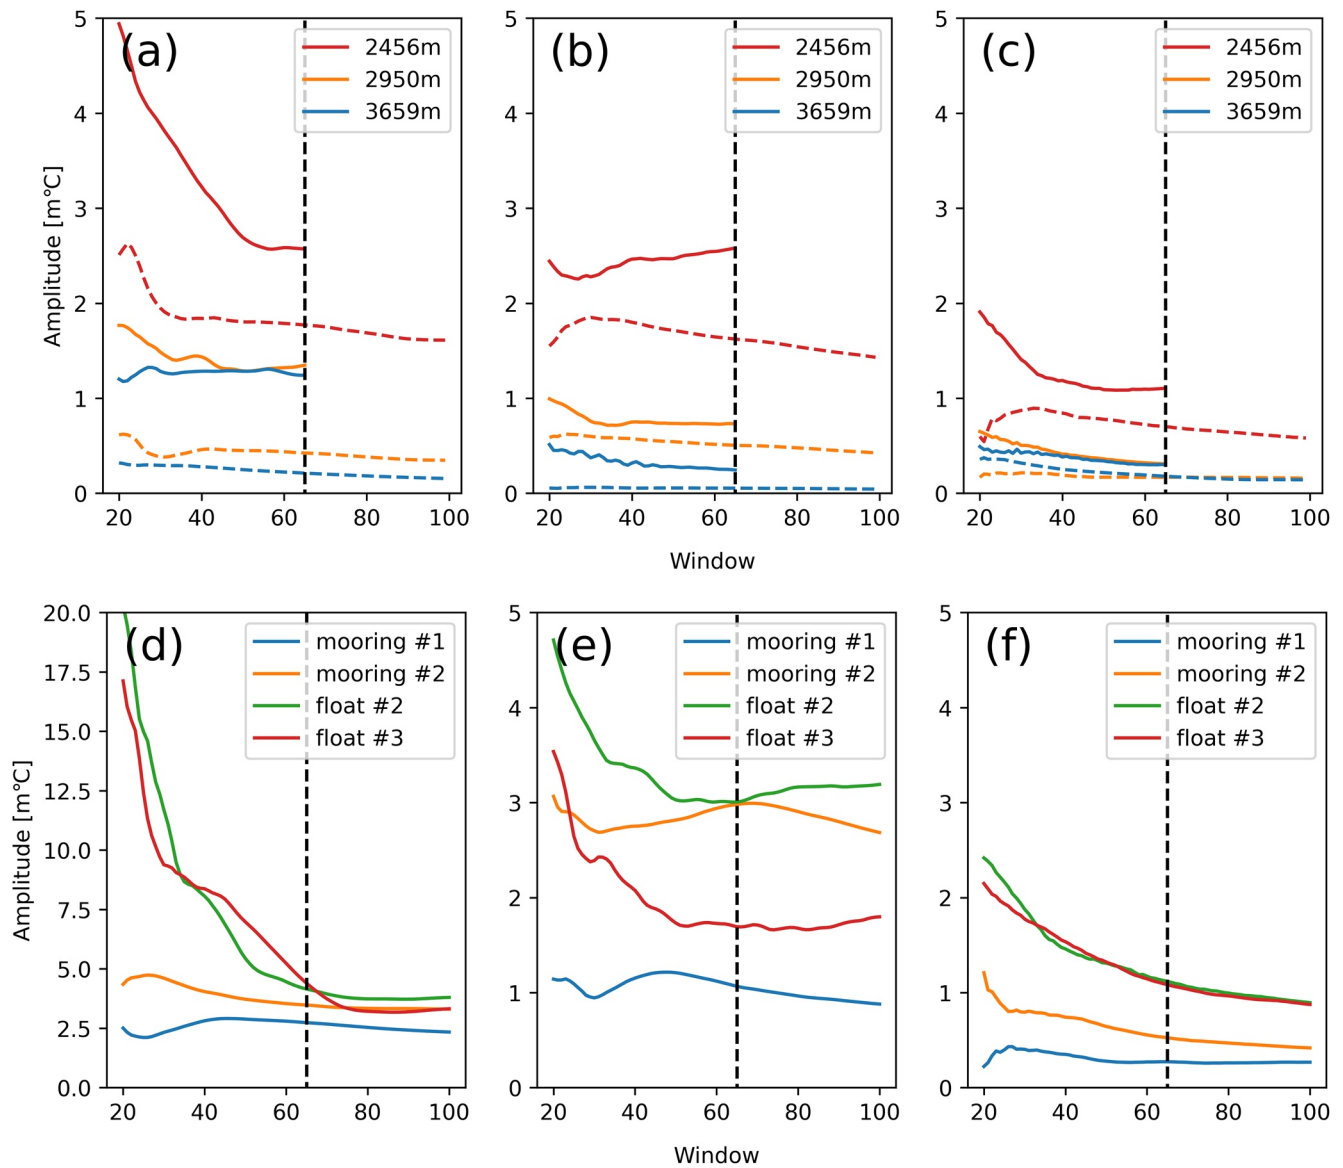 (a)
2456m
2950m
3659m
5
4
3
2
1
0
Amplitude [m°C]
20 40 60 80 100
(b)
2456m
2950m
3659m
5
4
3
2
1
0
20 40 60 80 100
Window
(c)
2456m
2950m
3659m
5
4
3
2
1
0
20 40 60 80 100
(d)
mooring #1
mooring #2
float #2
float #3
20.0
17.5
15.0
12.5
10.0
7.5
5.0
2.5
0.0
Amplitude [m°C]
20 40 60 80 100
(e)
mooring #1
mooring #2
float #2
float #3
5
4
3
2
1
0
20 40 60 80 100
Window
(f)
mooring #1
mooring #2
float #2
float #3
5
4
3
2
1
0
20 40 60 80 100